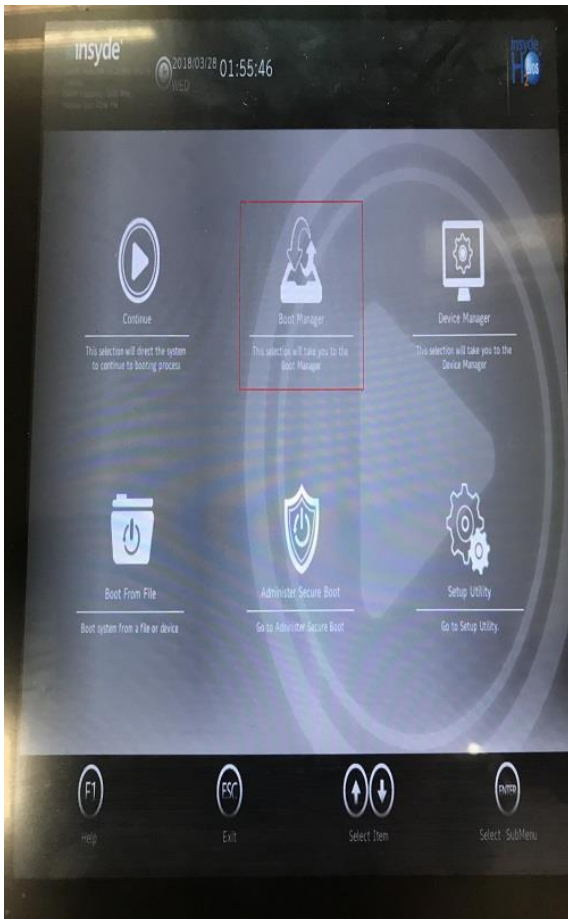 insyde
2018/03/28 01:55:46
WED
insyde
H2O BIOS
Continue
This selection will direct the system
to continue to booting process
Boot Manager
This selection will take you to the
Boot Manager
Device Manager
This selection will take you to the
Device Manager
Boot From File
Boot system from a file or device
Administer Secure Boot
Go to Administer Secure Boot
Setup Utility
Go to Setup Utility.
F1
Help
ESC
Exit
Select Item
ENTER
Select SubMenu